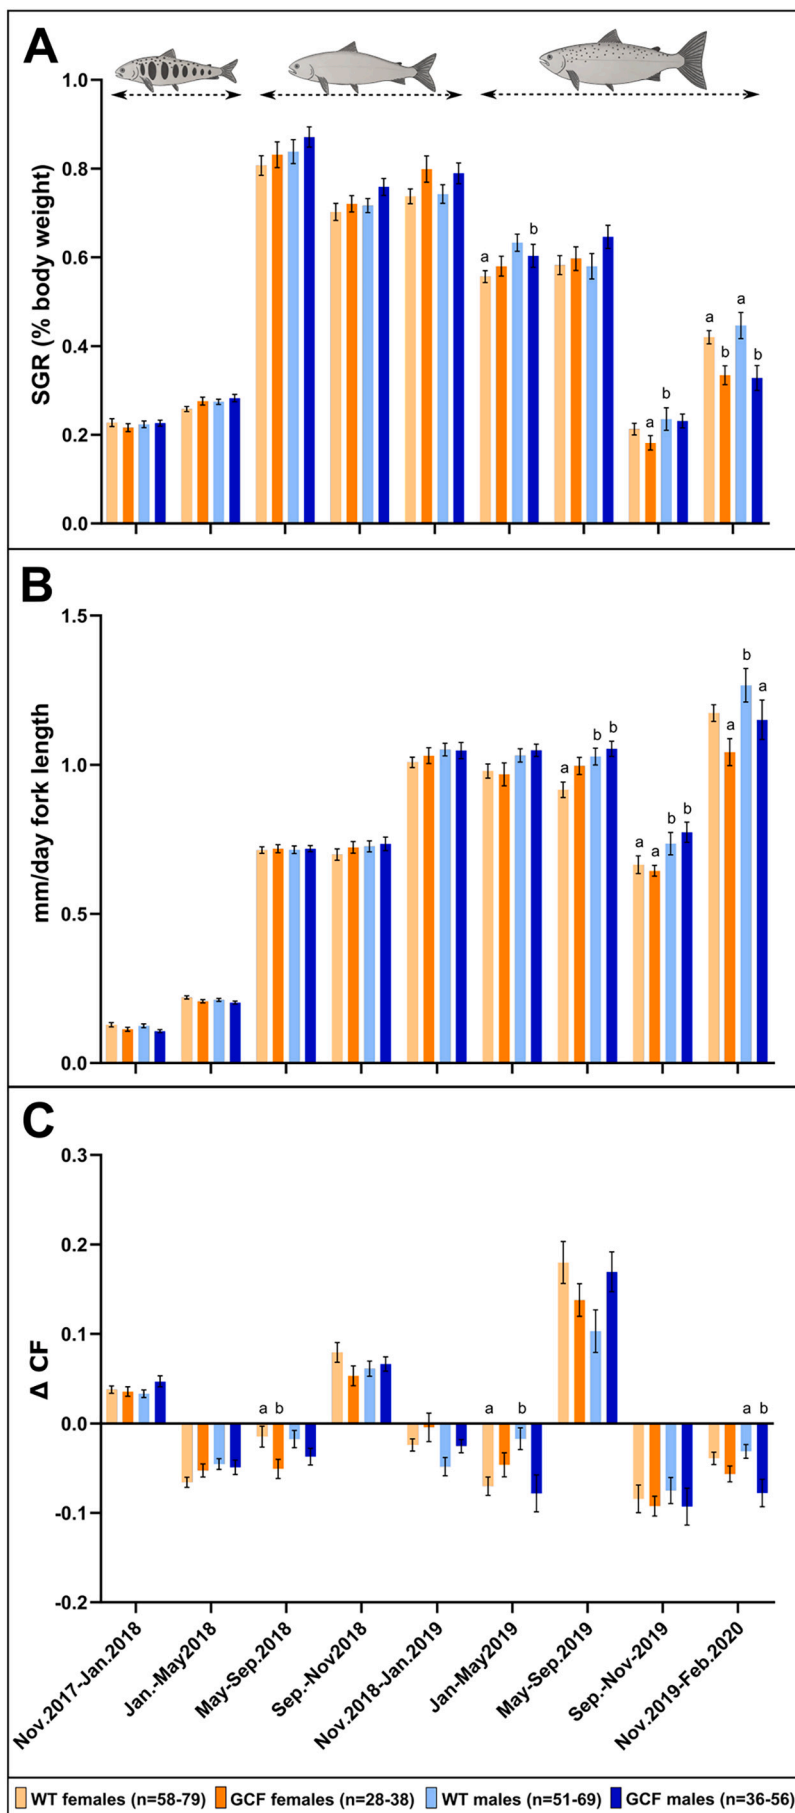 A
1.0
0.8
0.6
0.4
0.2
0.0
SGR (% body weight)
a b
a b a b
a b
B
1.5
1.0
0.5
0.0
mm/day fork length
a b b
a a b b
a b a
C
0.3
0.2
0.1
0.0
-0.1
-0.2
Δ CF
a b
a b
a b
Nov.2017-Jan.2018
Jan.-May2018
May-Sep.2018
Sep.-Nov2018
Nov.2018-Jan.2019
Jan-May2019
May-Sep.2019
Sep.-Nov-2019
Nov.2019-Feb.2020
WT females (n=58-79) GCF females (n=28-38) WT males (n=51-69) GCF males (n=36-56)